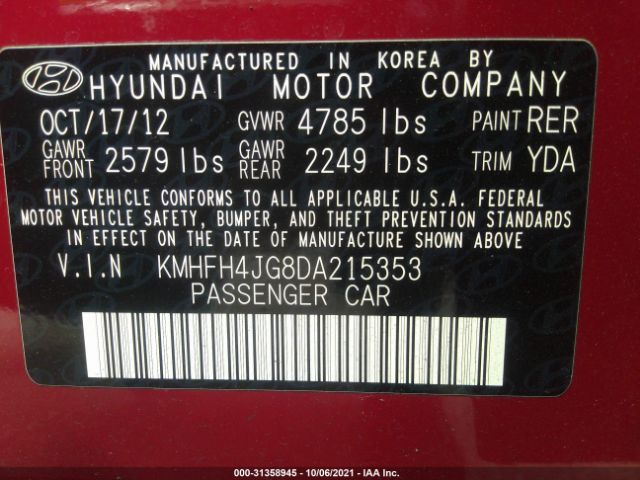 MANUFACTURED IN KOREA BY
HYUNDAI MOTOR COMPANY
OCT/17/12 GVWR 4785 lbs PAINT RER
GAWR FRONT 2579 lbs GAWR REAR 2249 lbs TRIM YDA
THIS VEHICLE CONFORMS TO ALL APPLICABLE U.S.A. FEDERAL
MOTOR VEHICLE SAFETY, BUMPER, AND THEFT PREVENTION STANDARDS
IN EFFECT ON THE DATE OF MANUFACTURE SHOWN ABOVE
V.I.N KMHFH4JG8DA215353
PASSENGER CAR
000-31358945 - 10/06/2021 - IAA Inc.